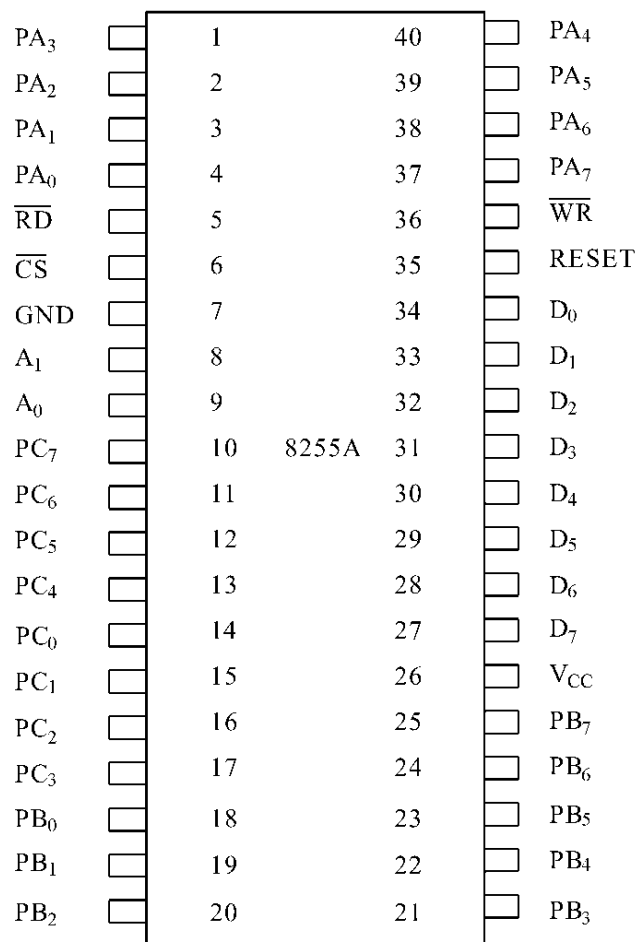 PA₃ 1 40 PA₄
PA₂ 2 39 PA₅
PA₁ 3 38 PA₆
PA₀ 4 37 PA₇
R̅D̅ 5 36 W̅R̅
C̅S̅ 6 35 RESET
GND 7 34 D₀
A₁ 8 33 D₁
A₀ 9 32 D₂
PC₇ 10 8255A 31 D₃
PC₆ 11 30 D₄
PC₅ 12 29 D₅
PC₄ 13 28 D₆
PC₀ 14 27 D₇
PC₁ 15 26 V_CC
PC₂ 16 25 PB₇
PC₃ 17 24 PB₆
PB₀ 18 23 PB₅
PB₁ 19 22 PB₄
PB₂ 20 21 PB₃